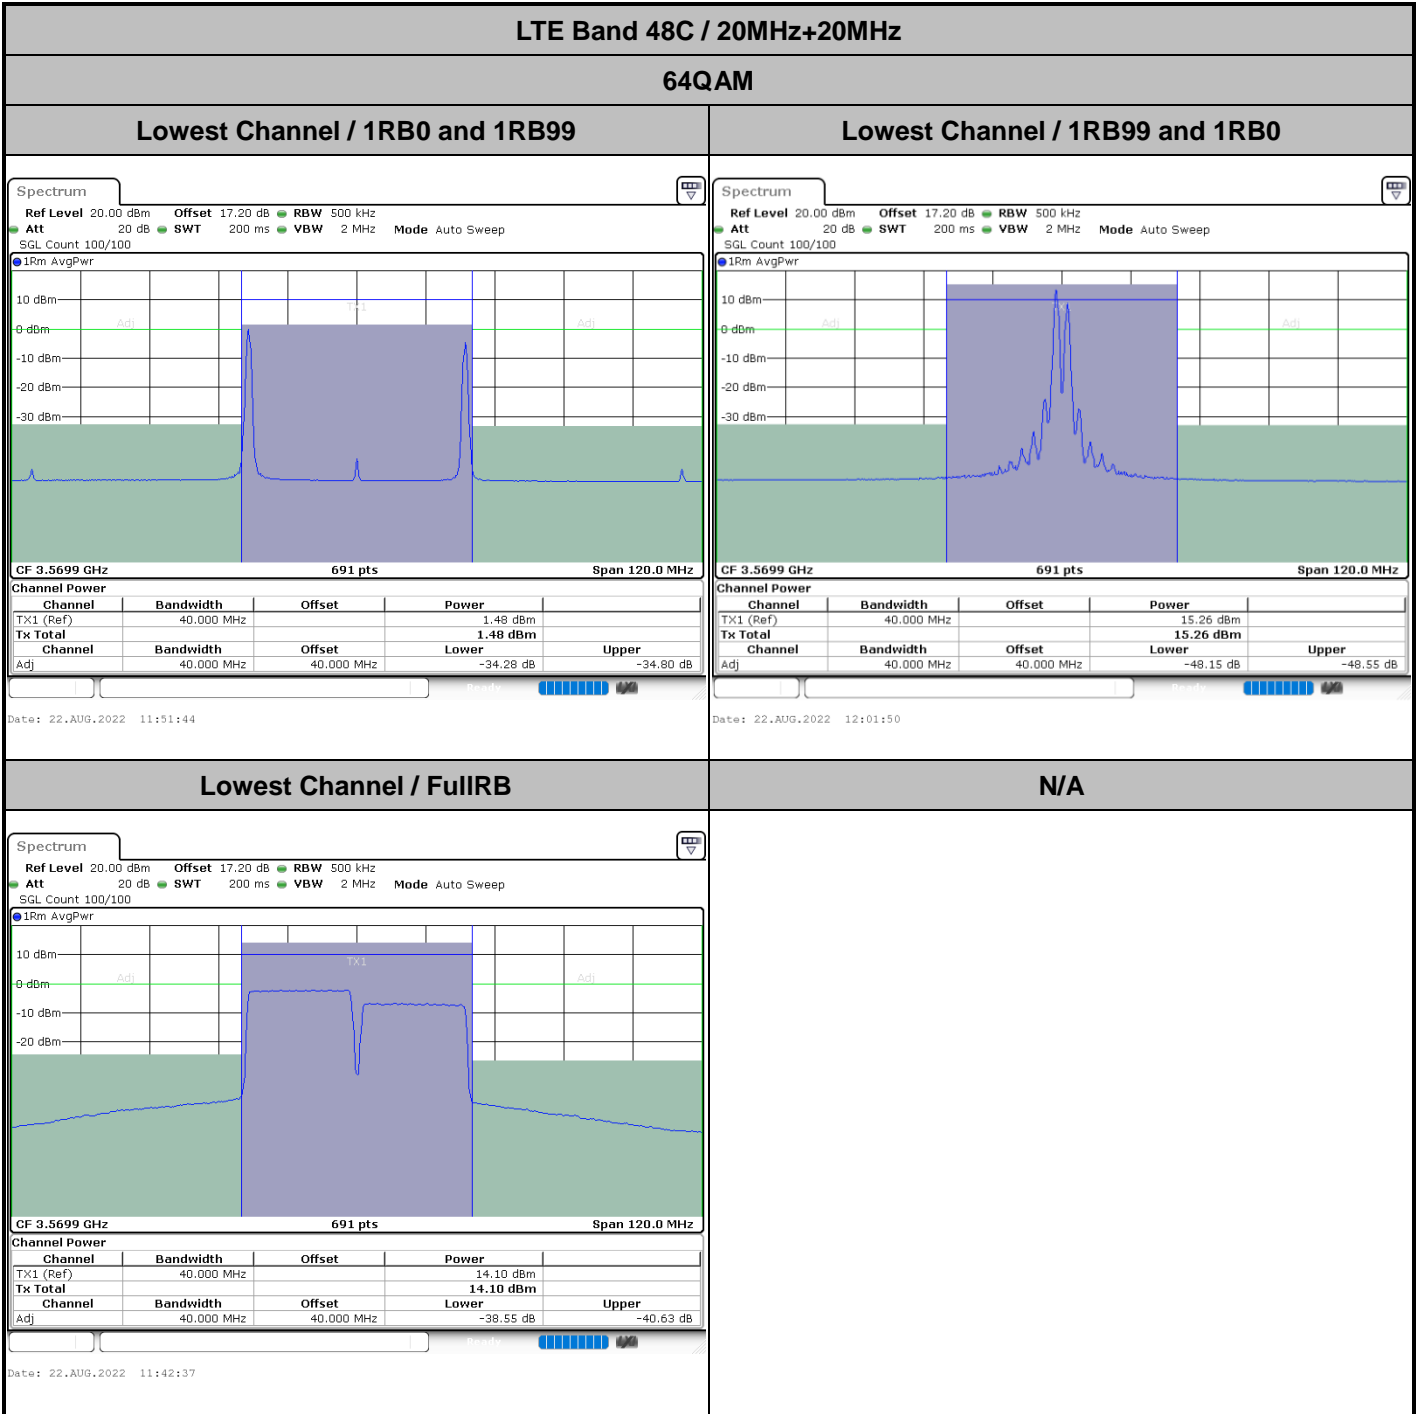 LTE Band 48C / 20MHz+20MHz
64QAM
Lowest Channel / 1RB0 and 1RB99
Lowest Channel / 1RB99 and 1RB0
Spectrum
Ref Level 20.00 dBm Offset 17.20 dB RBW 500 kHz
Att 20 dB SWT 200 ms VBW 2 MHz Mode Auto Sweep
SGL Count 100/100
1Rm AvgPwr
10 dBm
TX1
Adj
Adj
0 dBm
-10 dBm
-20 dBm
-30 dBm
CF 3.5699 GHz 691 pts Span 120.0 MHz
Channel Power
Channel Bandwidth Offset Power
TX1 (Ref) 40.000 MHz 1.48 dBm
Tx Total 1.48 dBm
Channel Bandwidth Offset Lower Upper
Adj 40.000 MHz 40.000 MHz -34.28 dB -34.80 dB
Ready
Date: 22.AUG.2022 11:51:44
Spectrum
Ref Level 20.00 dBm Offset 17.20 dB RBW 500 kHz
Att 20 dB SWT 200 ms VBW 2 MHz Mode Auto Sweep
SGL Count 100/100
1Rm AvgPwr
10 dBm
Adj
Adj
0 dBm
-10 dBm
-20 dBm
-30 dBm
CF 3.5699 GHz 691 pts Span 120.0 MHz
Channel Power
Channel Bandwidth Offset Power
TX1 (Ref) 40.000 MHz 15.26 dBm
Tx Total 15.26 dBm
Channel Bandwidth Offset Lower Upper
Adj 40.000 MHz 40.000 MHz -48.15 dB -48.55 dB
Ready
Date: 22.AUG.2022 12:01:50
Lowest Channel / FullRB
N/A
Spectrum
Ref Level 20.00 dBm Offset 17.20 dB RBW 500 kHz
Att 20 dB SWT 200 ms VBW 2 MHz Mode Auto Sweep
SGL Count 100/100
1Rm AvgPwr
10 dBm
TX1
Adj
Adj
0 dBm
-10 dBm
-20 dBm
CF 3.5699 GHz 691 pts Span 120.0 MHz
Channel Power
Channel Bandwidth Offset Power
TX1 (Ref) 40.000 MHz 14.10 dBm
Tx Total 14.10 dBm
Channel Bandwidth Offset Lower Upper
Adj 40.000 MHz 40.000 MHz -38.55 dB -40.63 dB
Ready
Date: 22.AUG.2022 11:42:37